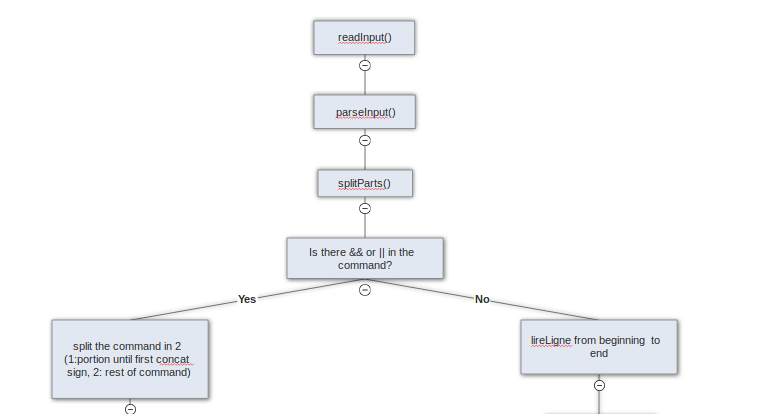 readInput()
parseInput()
splitParts()
Is there && or || in the
command?
Yes
No
split the command in 2
(1:portion until first concat
sign, 2: rest of command)
lireLigne from beginning to
end